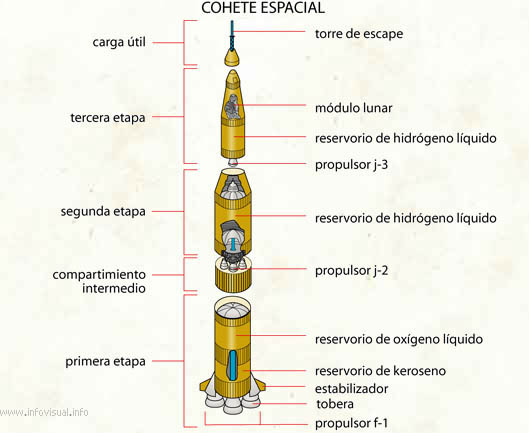 COHETE ESPACIAL
torre de escape
carga útil
módulo lunar
tercera etapa
reservorio de hidrógeno líquido
propulsor j-3
segunda etapa
reservorio de hidrógeno líquido
compartimiento
intermedio
propulsor j-2
reservorio de oxígeno líquido
primera etapa
reservorio de keroseno
estabilizador
tobera
www.infovisual.info
propulsor f-1